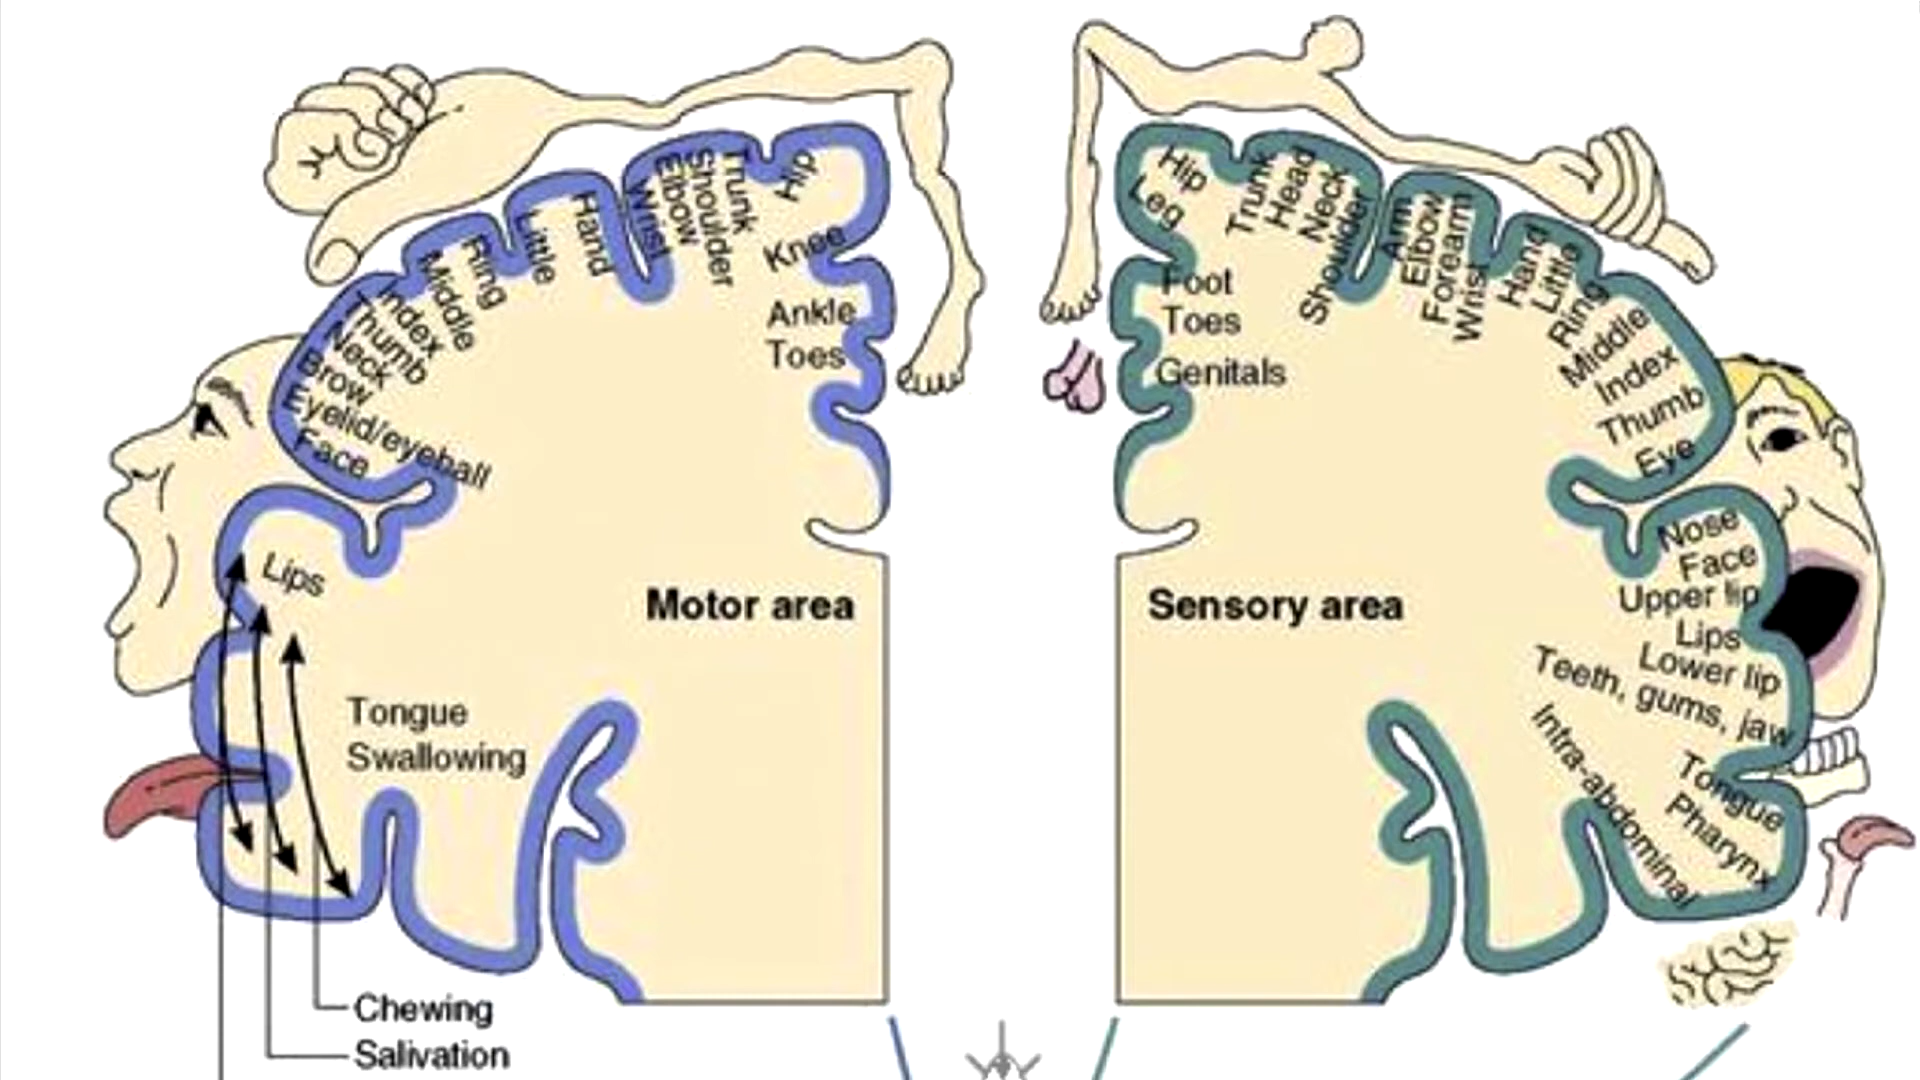 Hip
Trunk
Shoulder
Elbow
Wrist
Hand
Little
Ring
Middle
Index
Thumb
Neck
Brow
Eyelid/eyeball
Face
Knee
Ankle
Toes
Lips
Motor area
Tongue
Swallowing
Chewing
Salivation
Hip
Leg
Trunk
Head
Neck
Shoulder
Arm
Elbow
Forearm
Wrist
Hand
Little
Ring
Middle
Index
Thumb
Eye
Foot
Toes
Genitals
Nose
Face
Upper lip
Lips
Lower lip
Teeth, gums, jaw
Tongue
Pharynx
Intra-abdominal
Sensory area